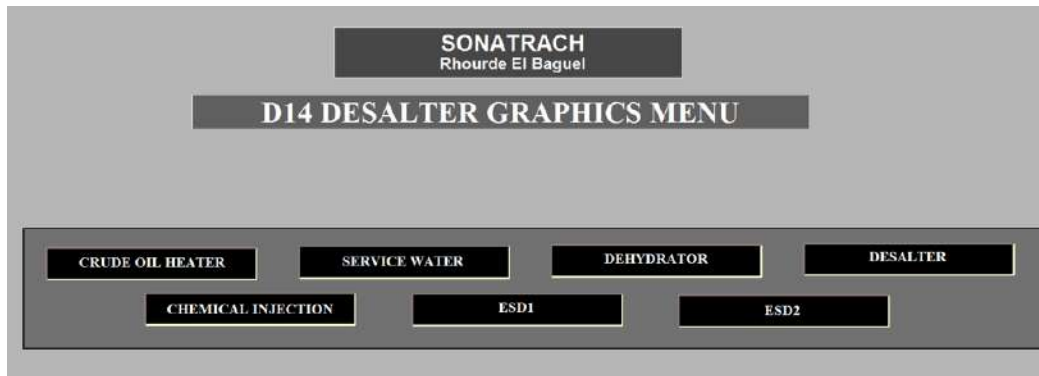 SONATRACH
Rhourde El Baguel
D14 DESALTER GRAPHICS MENU
CRUDE OIL HEATER
SERVICE WATER
DEHYDRATOR
DESALTER
CHEMICAL INJECTION
ESD1
ESD2